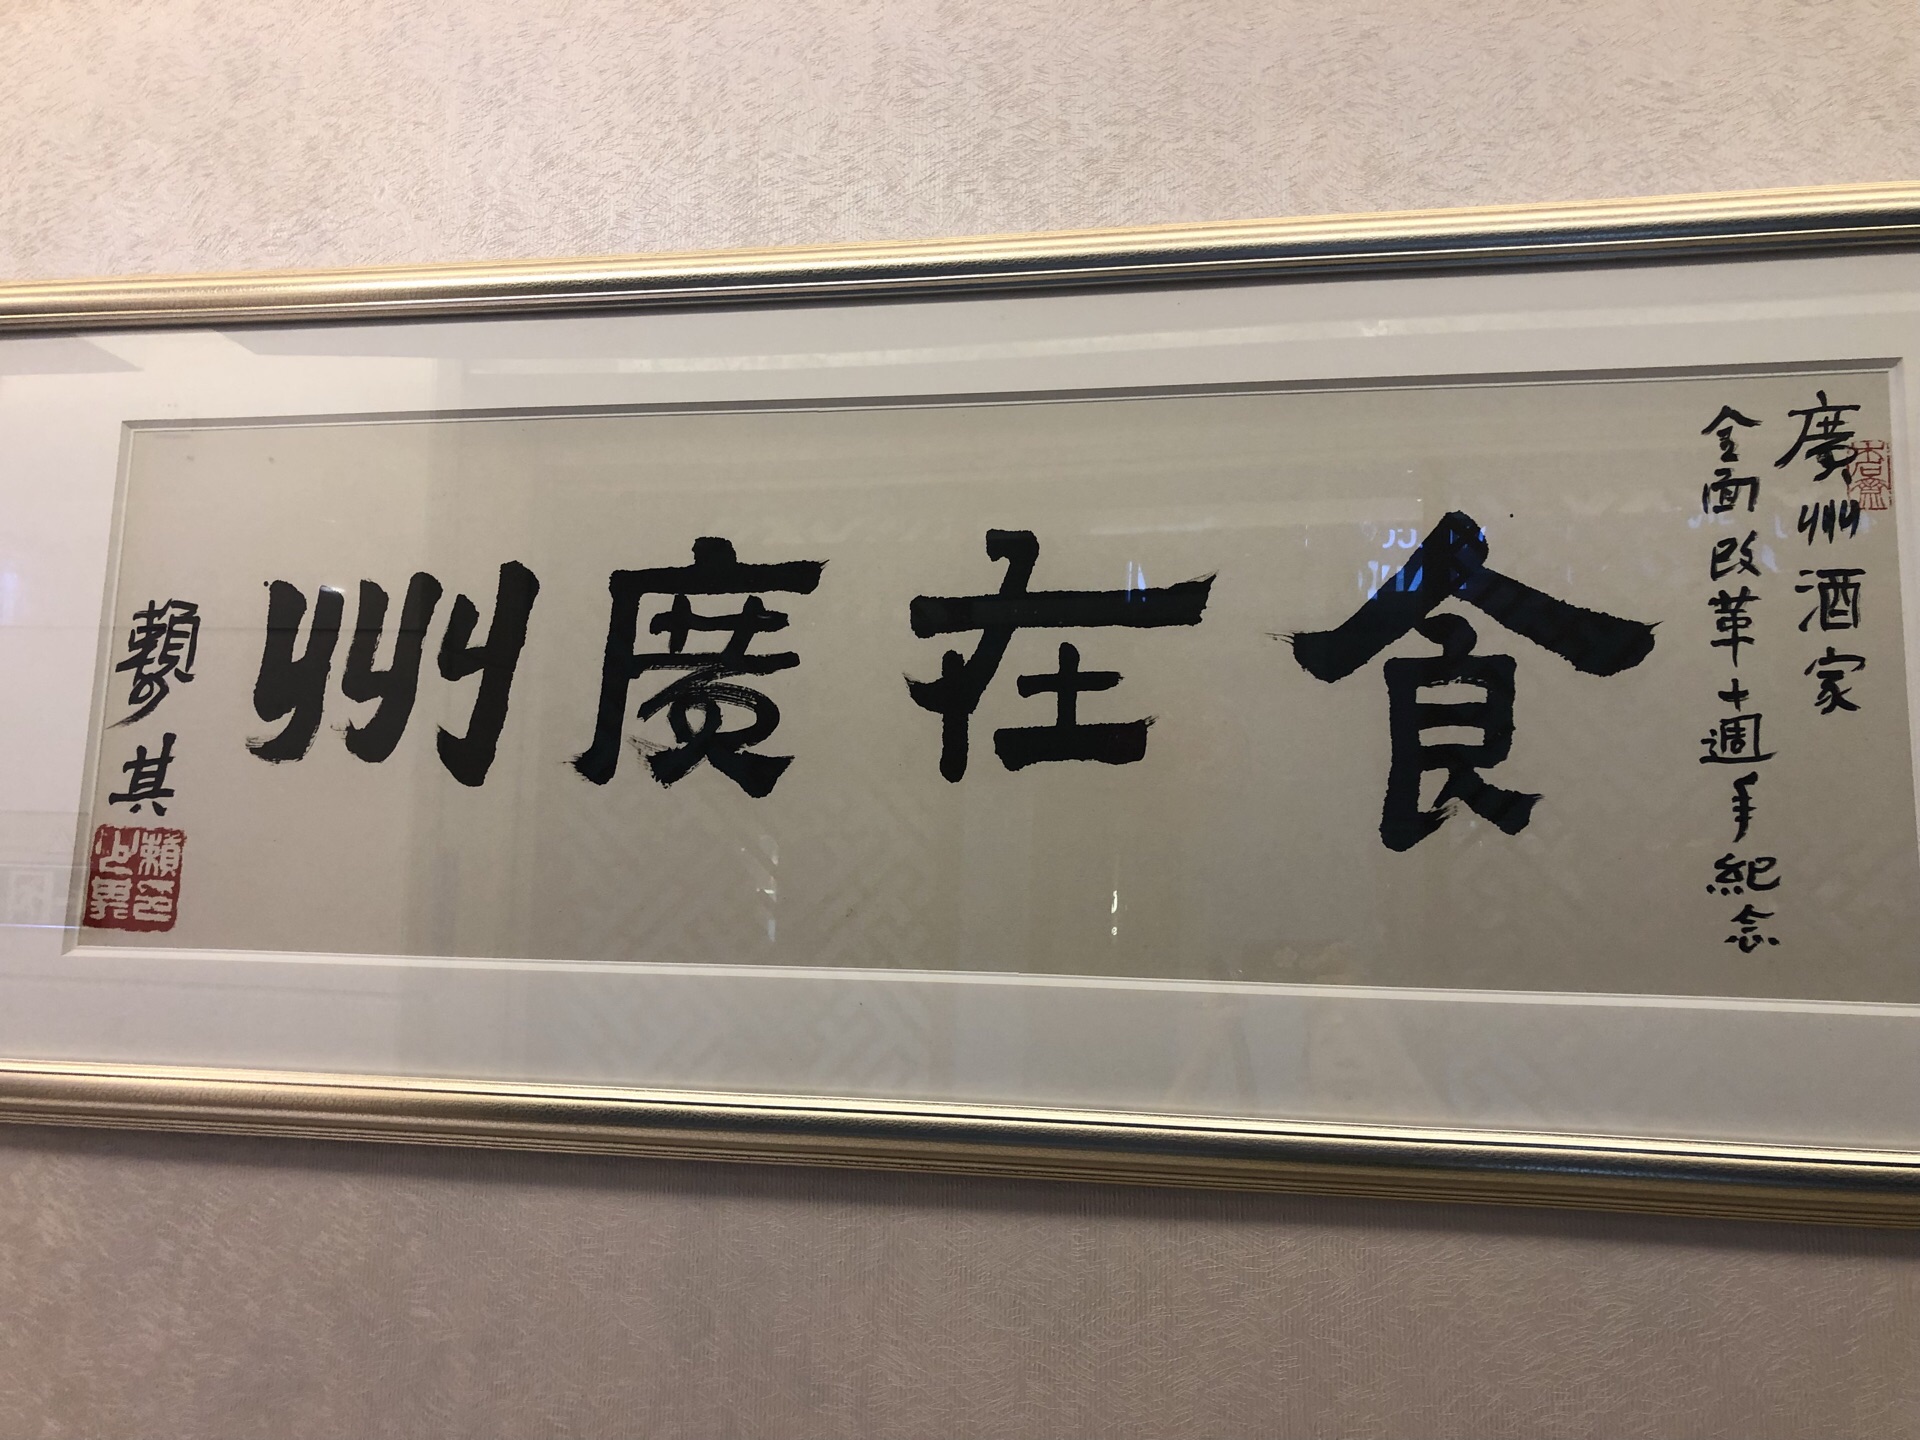 廣州酒家
全面改革十週年紀念
食在廣州
賴少其